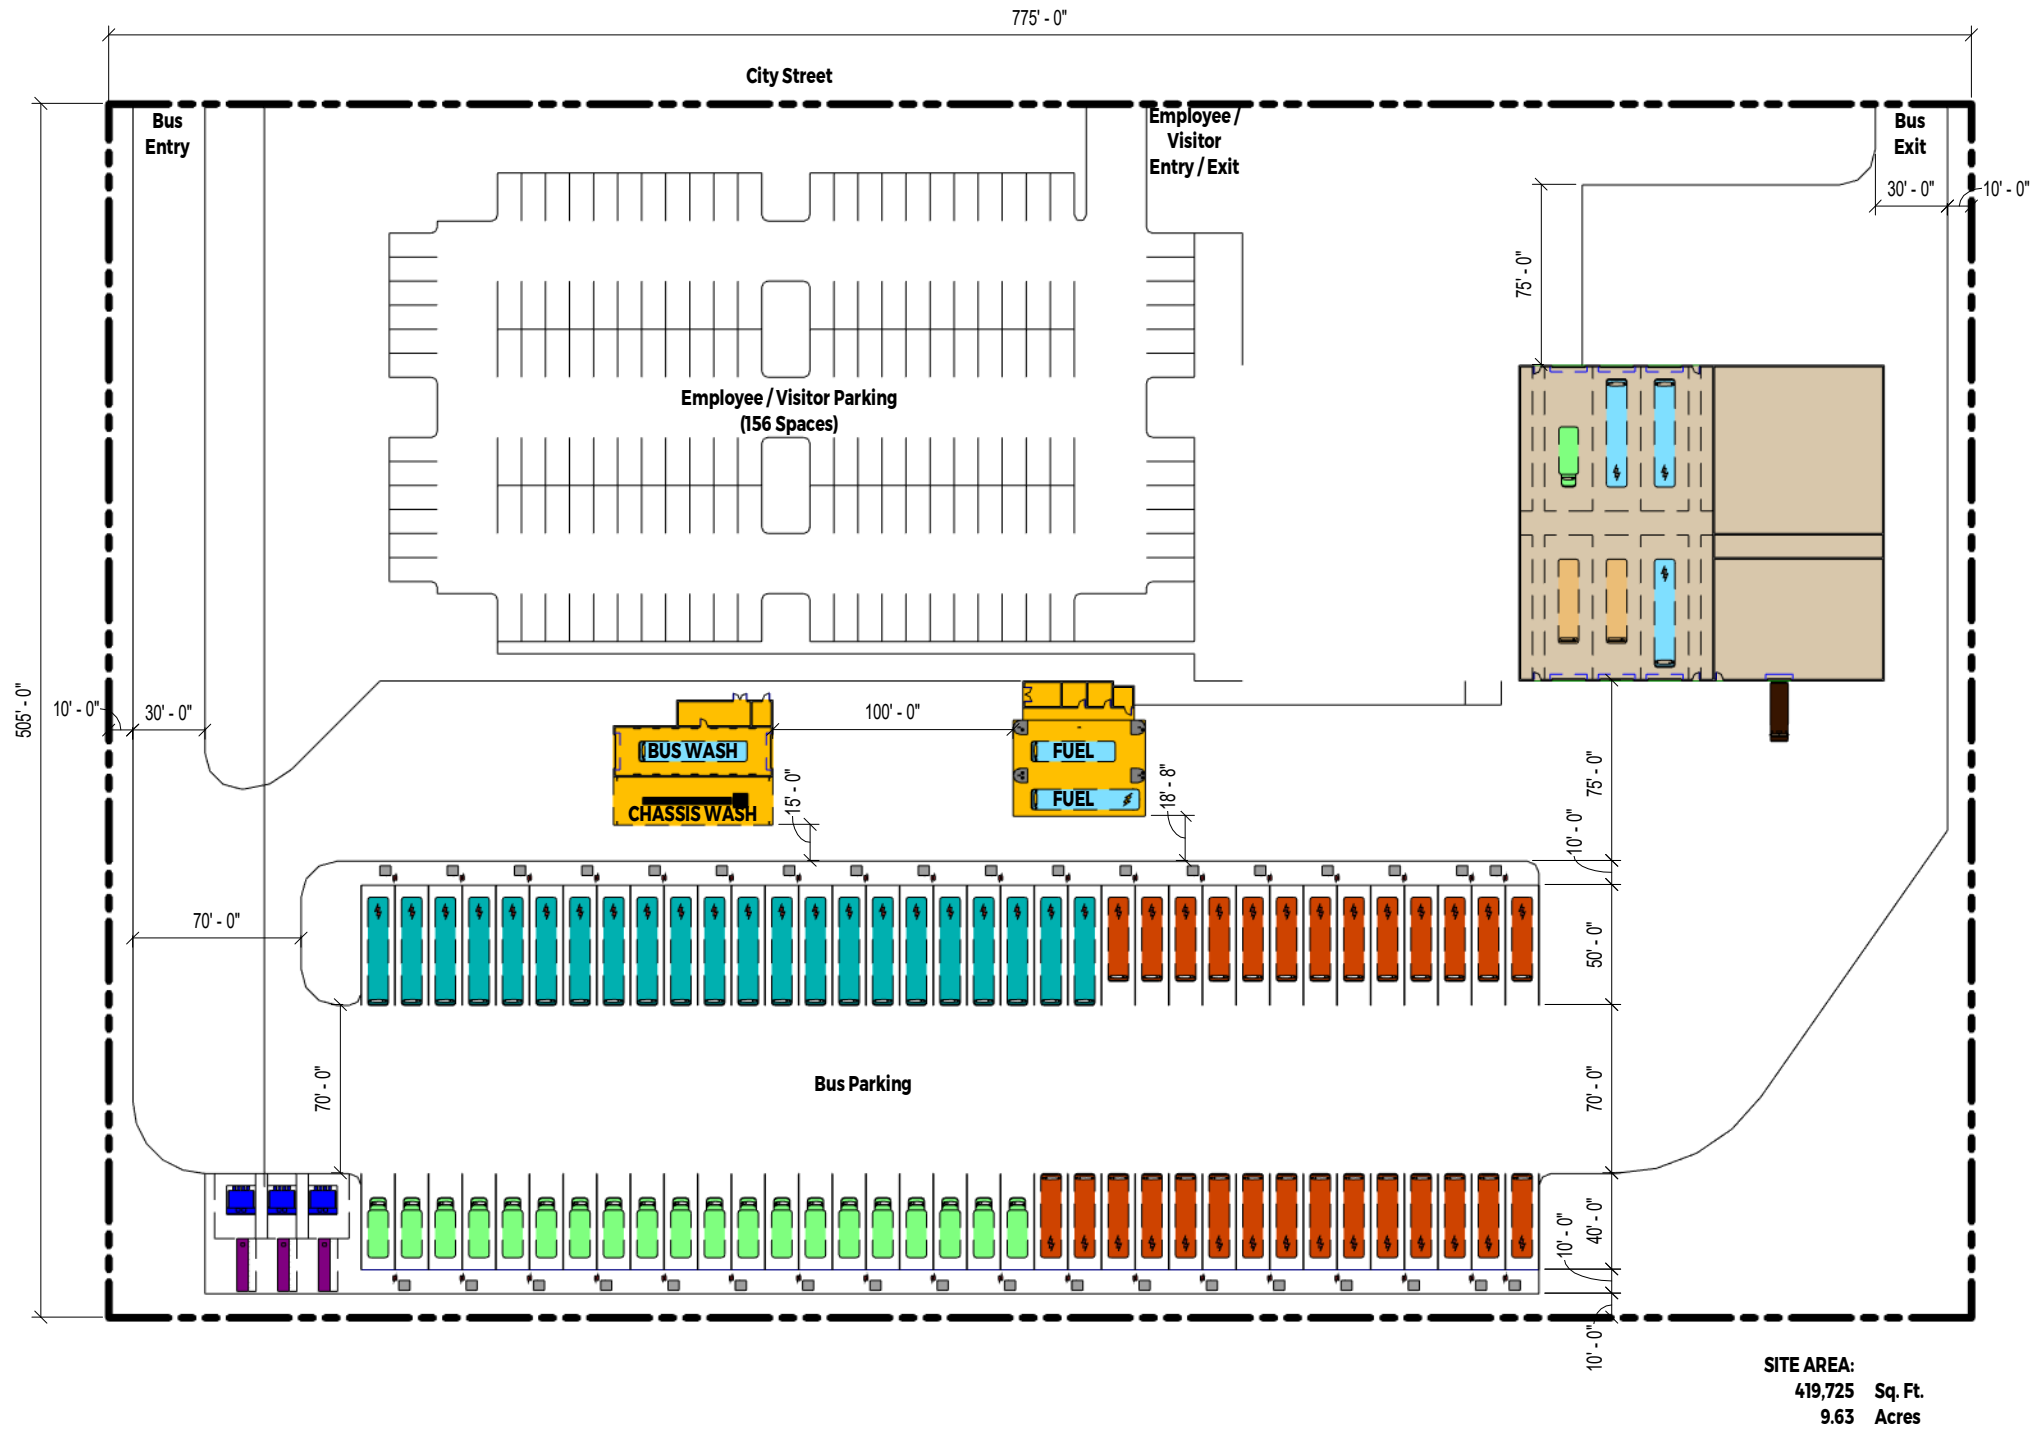 775' - 0"
City Street
Bus
Entry
Employee /
Visitor
Entry / Exit
Bus
Exit
30' - 0"
10' - 0"
75' - 0"
Employee / Visitor Parking
(156 Spaces)
505' - 0"
10' - 0"
30' - 0"
100' - 0"
BUS WASH
FUEL
75' - 0"
15' - 0"
18' - 8"
FUEL
CHASSIS WASH
10' - 0"
70' - 0"
50' - 0"
70' - 0"
Bus Parking
70' - 0"
10' - 0"
40' - 0"
10' - 0"
SITE AREA:
419,725 Sq. Ft.
9.63 Acres